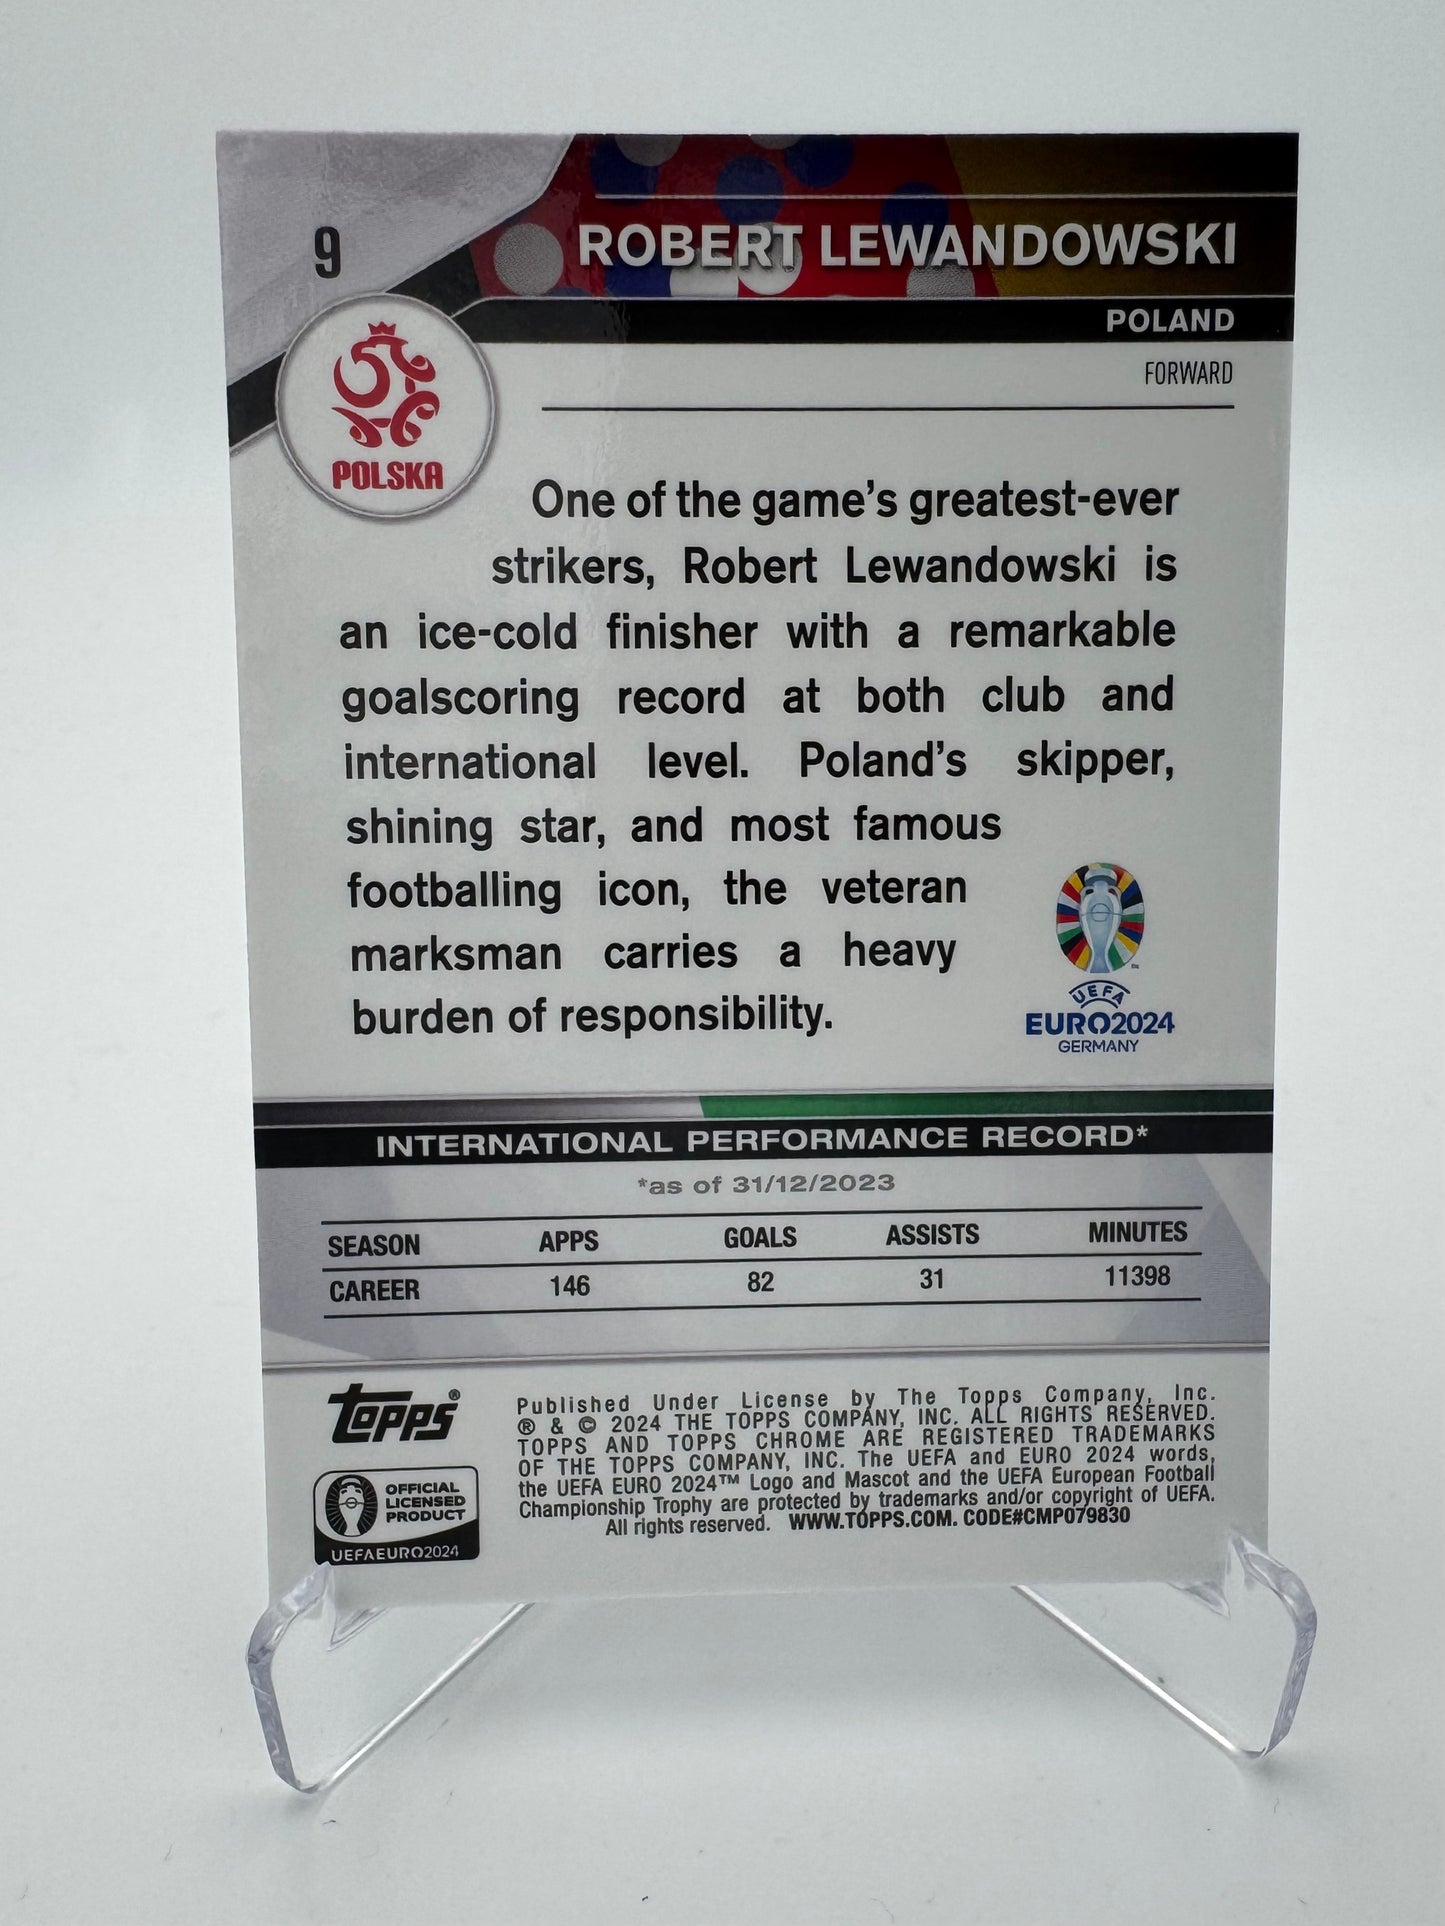 9
ROBERT LEWANDOWSKI
POLAND
FORWARD
POLSKA
One of the game's greatest-ever
strikers, Robert Lewandowski is
an ice-cold finisher with a remarkable
goalscoring record at both club and
international level. Poland's skipper,
shining star, and most famous
footballing icon, the veteran
marksman carries a heavy
burden of responsibility.
UEFA
EURO2024
GERMANY
INTERNATIONAL PERFORMANCE RECORD*
*as of 31/12/2023
SEASON APPS GOALS ASSISTS MINUTES
CAREER 146 82 31 11398
Topps®
OFFICIAL
LICENSED
PRODUCT
UEFAEURO2024
Published Under License by The Topps Company, Inc.
® & © 2024 THE TOPPS COMPANY, INC. ALL RIGHTS RESERVED.
TOPPS AND TOPPS CHROME ARE REGISTERED TRADEMARKS
OF THE TOPPS COMPANY, INC. The UEFA and EURO 2024 words,
the UEFA EURO 2024™ Logo and Mascot and the UEFA European Football
Championship Trophy are protected by trademarks and/or copyright of UEFA.
All rights reserved. WWW.TOPPS.COM. CODE#CMP079830